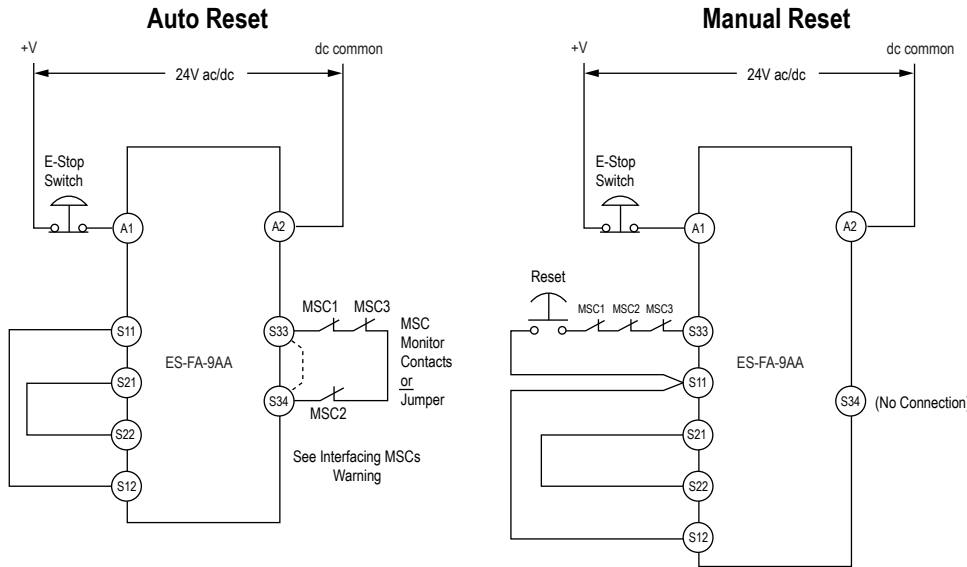 Auto Reset
+V
dc common
24V ac/dc
E-Stop
Switch
A1
A2
S11
S21
S22
S12
ES-FA-9AA
S33
S34
MSC1
MSC3
MSC2
MSC
Monitor
Contacts
or
Jumper
See Interfacing MSCs
Warning
Manual Reset
+V
dc common
24V ac/dc
E-Stop
Switch
A1
A2
Reset
MSC1
MSC2
MSC3
S33
S11
S21
S22
S12
ES-FA-9AA
S34
(No Connection)